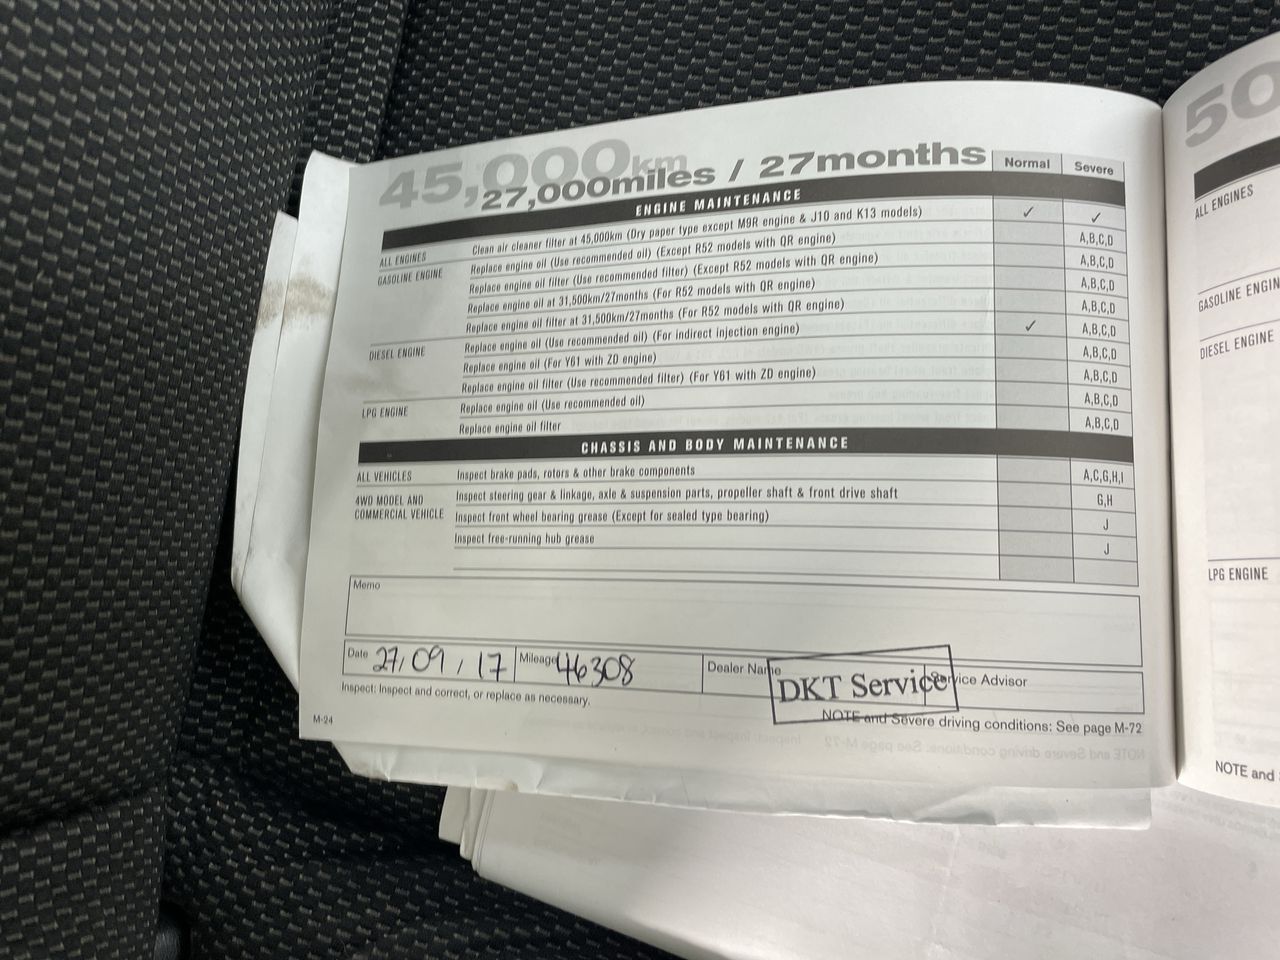 45,000km
27,000miles / 27months
Normal Severe
ENGINE MAINTENANCE
ALL ENGINES Clean air cleaner filter at 45,000km (Dry paper type except M9R engine & J10 and K13 models) ✓ ✓
GASOLINE ENGINE Replace engine oil (Use recommended oil) (Except R52 models with QR engine) A,B,C,D
Replace engine oil filter (Use recommended filter) (Except R52 models with QR engine) A,B,C,D
Replace engine oil at 31,500km/27months (For R52 models with QR engine) A,B,C,D
Replace engine oil filter at 31,500km/27months (For R52 models with QR engine) A,B,C,D
DIESEL ENGINE Replace engine oil (Use recommended oil) (For indirect injection engine) ✓ A,B,C,D
Replace engine oil (For Y61 with ZD engine) A,B,C,D
Replace engine oil filter (Use recommended filter) (For Y61 with ZD engine) A,B,C,D
LPG ENGINE Replace engine oil (Use recommended oil) A,B,C,D
Replace engine oil filter A,B,C,D
CHASSIS AND BODY MAINTENANCE
ALL VEHICLES Inspect brake pads, rotors & other brake components A,C,G,H,I
4WD MODEL AND Inspect steering gear & linkage, axle & suspension parts, propeller shaft & front drive shaft G,H
COMMERCIAL VEHICLE Inspect front wheel bearing grease (Except for sealed type bearing) J
Inspect free-running hub grease J
Memo
Date 27/09/17 Mileage 46308 Dealer Name DKT Service Service Advisor
Inspect: Inspect and correct, or replace as necessary.
NOTE and Severe driving conditions: See page M-72
M-24
50
ALL ENGINES
GASOLINE ENGIN
DIESEL ENGINE
LPG ENGINE
NOTE and